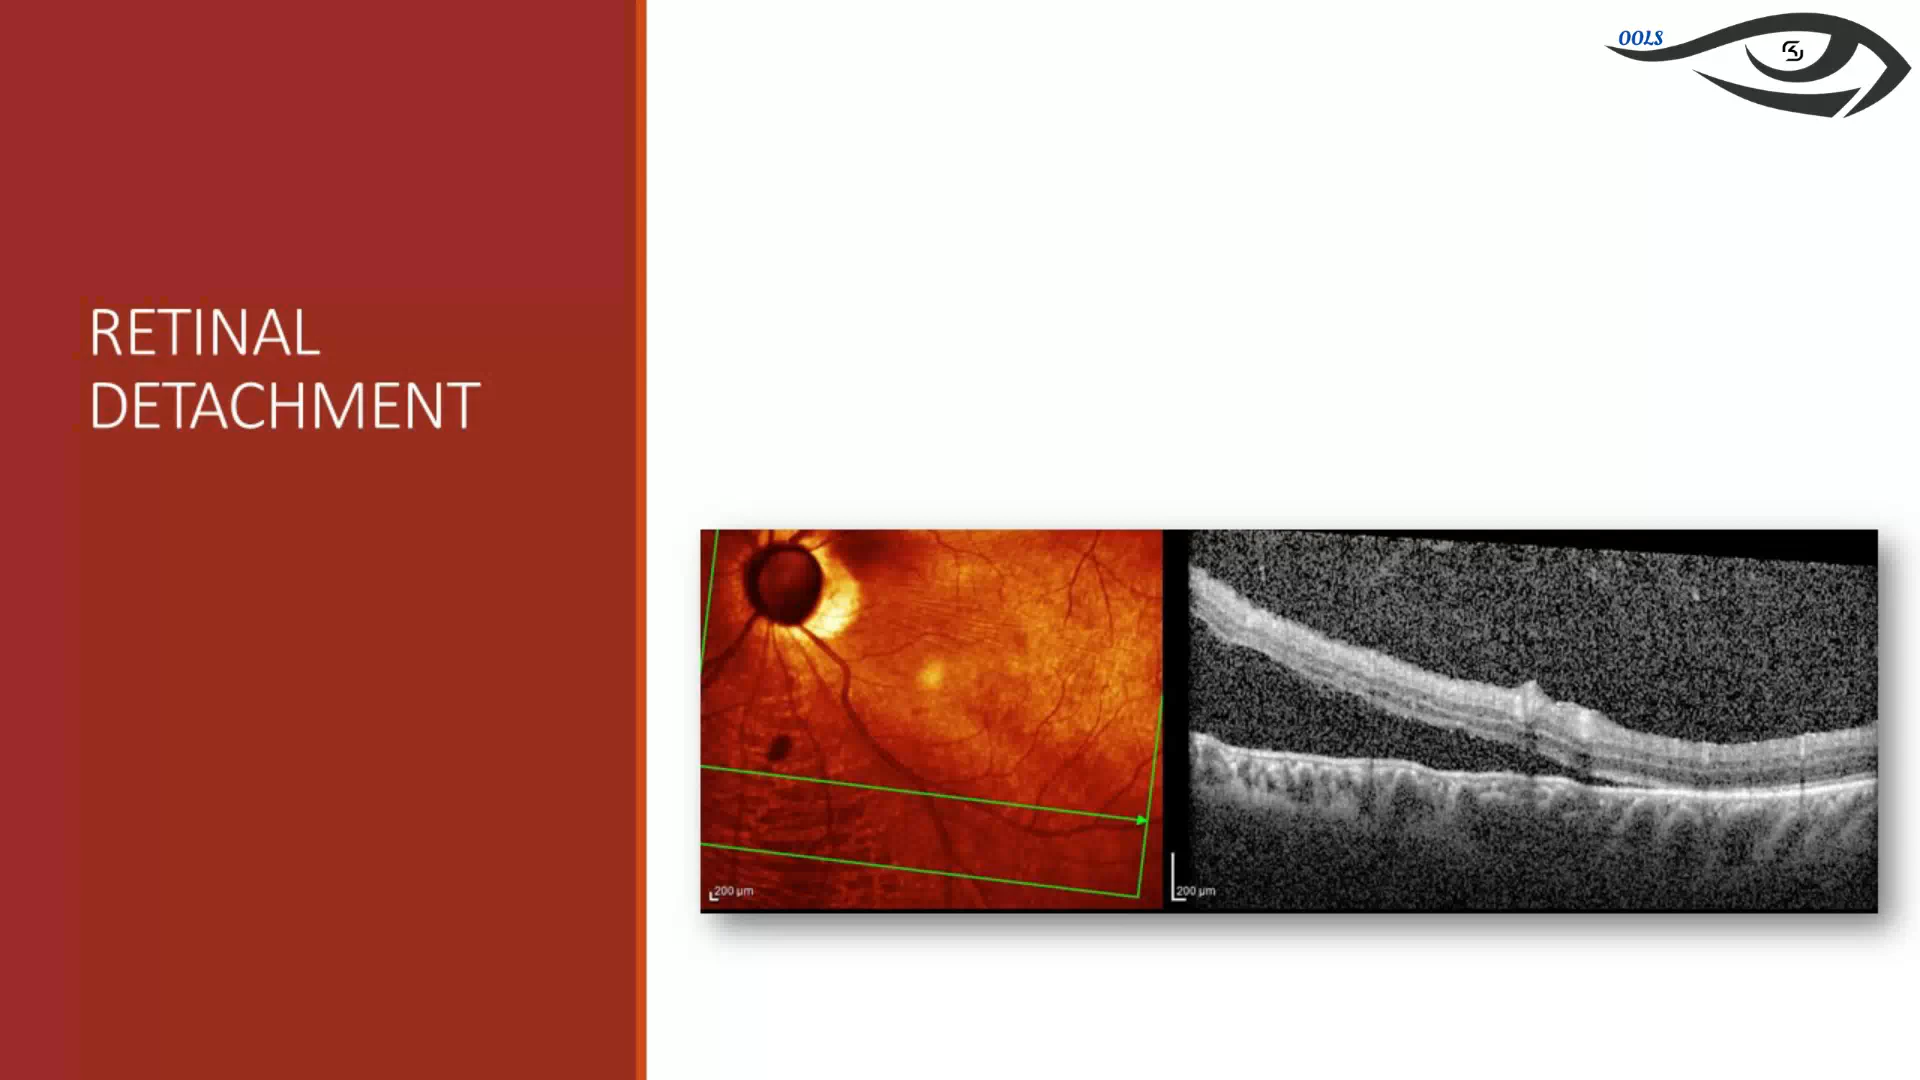 OOLS
RETINAL
DETACHMENT
200 µm
200 µm